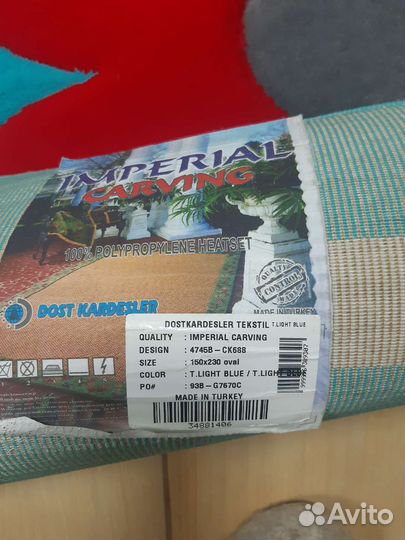 IMPERIAL
CARVING
100% POLYPROPYLENE HEATSET
QUALITY
CONTROL
MADE IN TURKEY
DOST KARDEŞLER
DOSTKARDESLER TEKSTIL T.LIGHT BLUE
QUALITY : IMPERIAL CARVING
DESIGN : 4745B-CK688
SIZE : 150x230 oval
COLOR : T.LIGHT BLUE / T.LIGHT
PO# : 93B-G7670C
MADE IN TURKEY
34881406
Avito